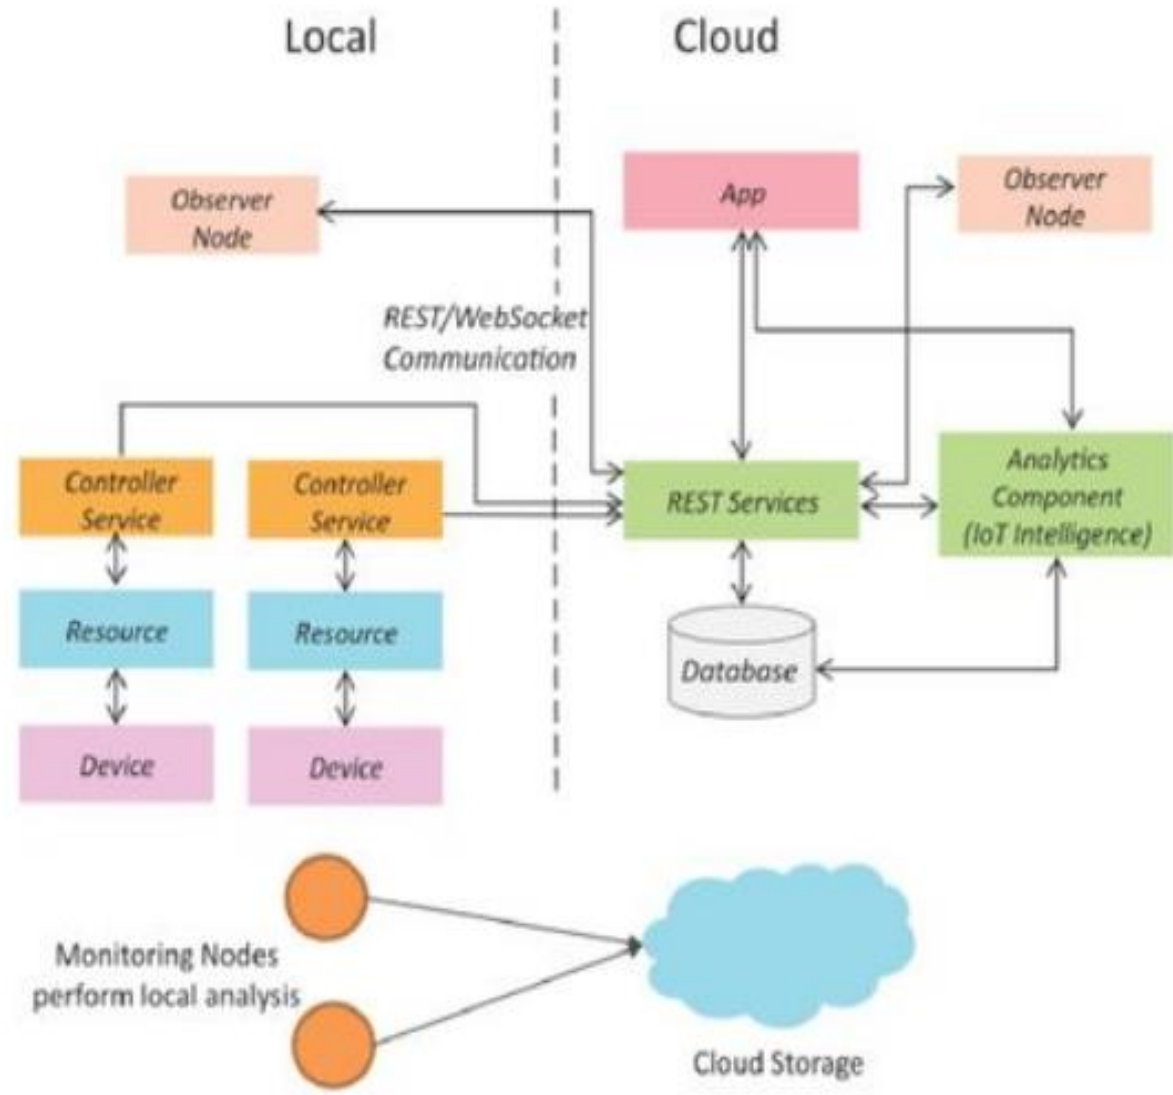 Local
Cloud
Observer
Node
App
Observer
Node
REST/WebSocket
Communication
Controller
Service
Controller
Service
REST Services
Analytics
Component
(IoT Intelligence)
Resource
Resource
Database
Device
Device
Monitoring Nodes
perform local analysis
Cloud Storage